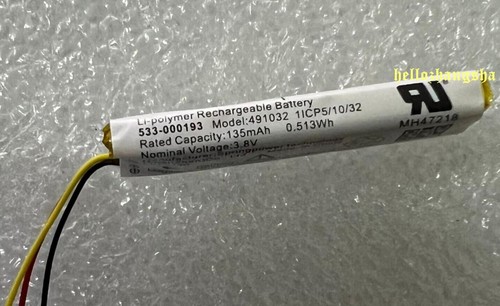 hellozhangsha
Li-polymer Rechargeable Battery
533-000193 Model:491032 1ICP5/10/32
Rated Capacity:135mAh 0.513Wh
Nominal Voltage:3.8V
MH47218